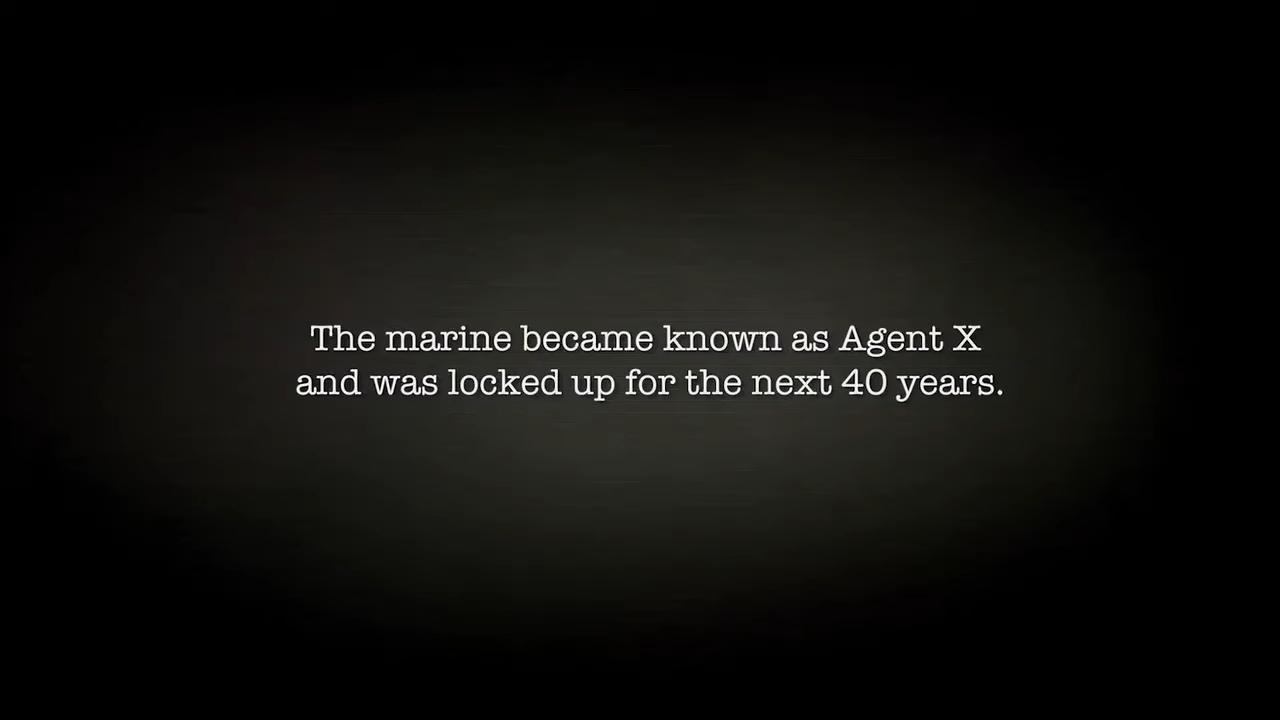 The marine became known as Agent X
and was locked up for the next 40 years.